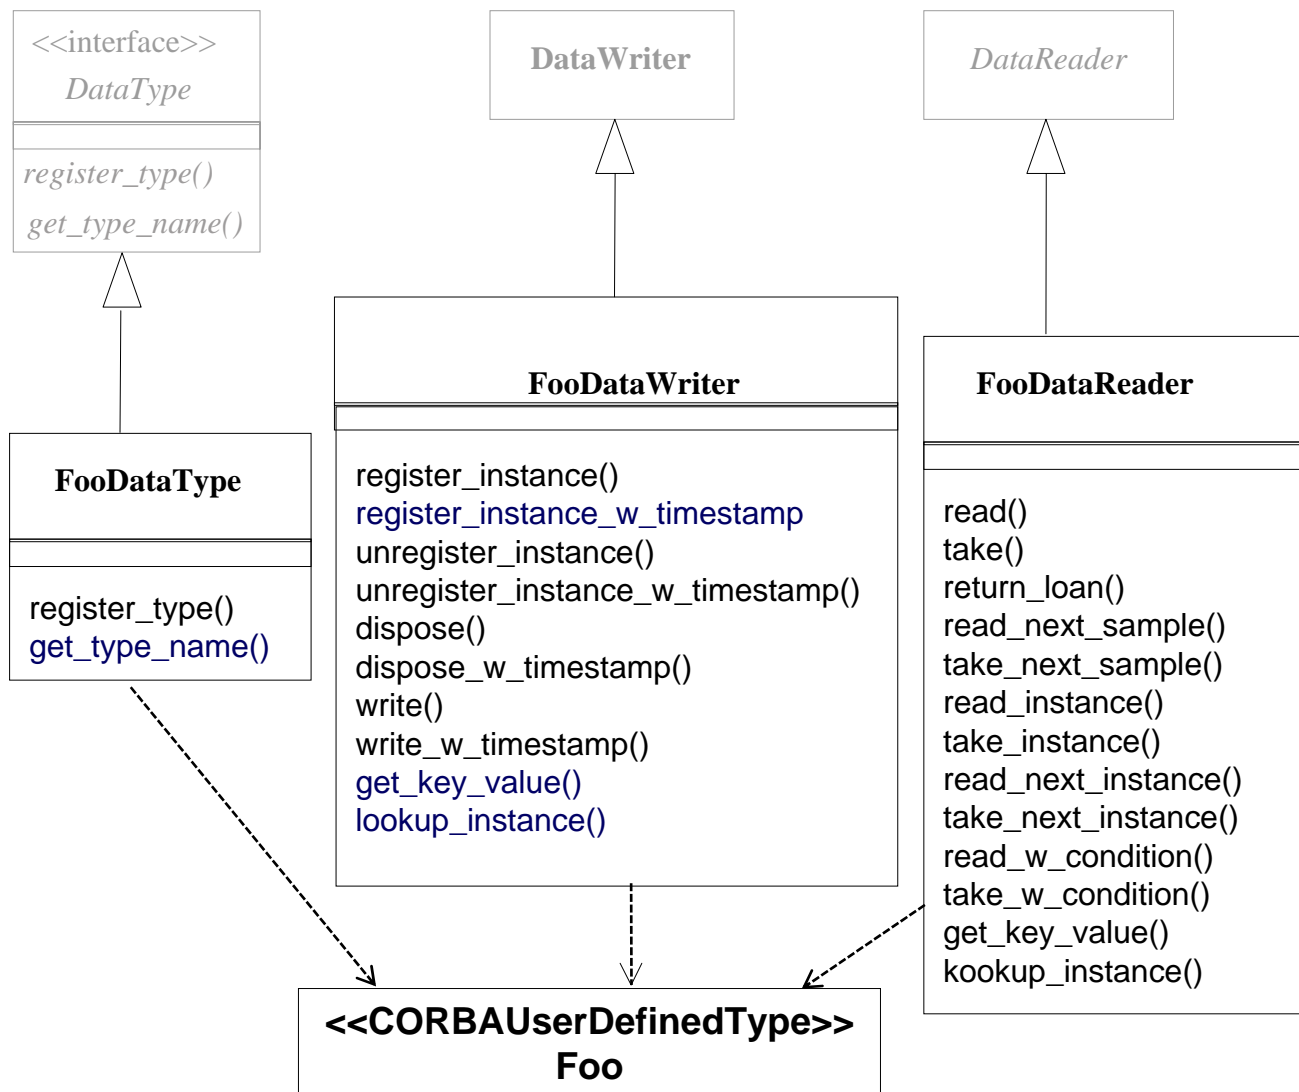 <<interface>>
DataType
register_type()
get_type_name()
DataWriter
DataReader
FooDataType
register_type()
get_type_name()
FooDataWriter
register_instance()
register_instance_w_timestamp
unregister_instance()
unregister_instance_w_timestamp()
dispose()
dispose_w_timestamp()
write()
write_w_timestamp()
get_key_value()
lookup_instance()
FooDataReader
read()
take()
return_loan()
read_next_sample()
take_next_sample()
read_instance()
take_instance()
read_next_instance()
take_next_instance()
read_w_condition()
take_w_condition()
get_key_value()
kookup_instance()
<<CORBAUserDefinedType>>
Foo